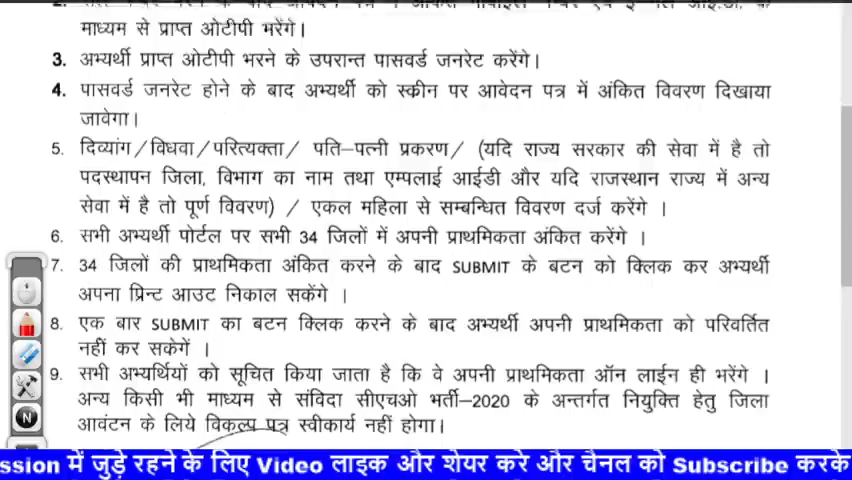 माध्यम से प्राप्त ओटीपी भरेंगे।
3. अभ्यर्थी प्राप्त ओटीपी भरने के उपरान्त पासवर्ड जनरेट करेंगे।
4. पासवर्ड जनरेट होने के बाद अभ्यर्थी को स्क्रीन पर आवेदन पत्र में अंकित विवरण दिखाया
जावेगा।
5. दिव्यांग/विधवा/परित्यक्ता/ पति-पत्नी प्रकरण/ (यदि राज्य सरकार की सेवा में है तो
पदस्थापन जिला, विभाग का नाम तथा एम्पलाई आईडी और यदि राजस्थान राज्य में अन्य
सेवा में है तो पूर्ण विवरण) / एकल महिला से सम्बन्धित विवरण दर्ज करेंगे ।
6. सभी अभ्यर्थी पोर्टल पर सभी 34 जिलों में अपनी प्राथमिकता अंकित करेंगे ।
7. 34 जिलों की प्राथमिकता अंकित करने के बाद SUBMIT के बटन को क्लिक कर अभ्यर्थी
अपना प्रिन्ट आउट निकाल सकेंगे ।
8. एक बार SUBMIT का बटन क्लिक करने के बाद अभ्यर्थी अपनी प्राथमिकता को परिवर्तित
नहीं कर सकेगें ।
9. सभी अभ्यर्थियों को सूचित किया जाता है कि वे अपनी प्राथमिकता ऑन लाईन ही भरेंगे ।
अन्य किसी भी माध्यम से संविदा सीएचओ भर्ती-2020 के अन्तर्गत नियुक्ति हेतु जिला
आवंटन के लिये विकल्प पत्र स्वीकार्य नहीं होगा।
N
ssion में जुड़े रहने के लिए Video लाइक और शेयर करे और चैनल को Subscribe करके